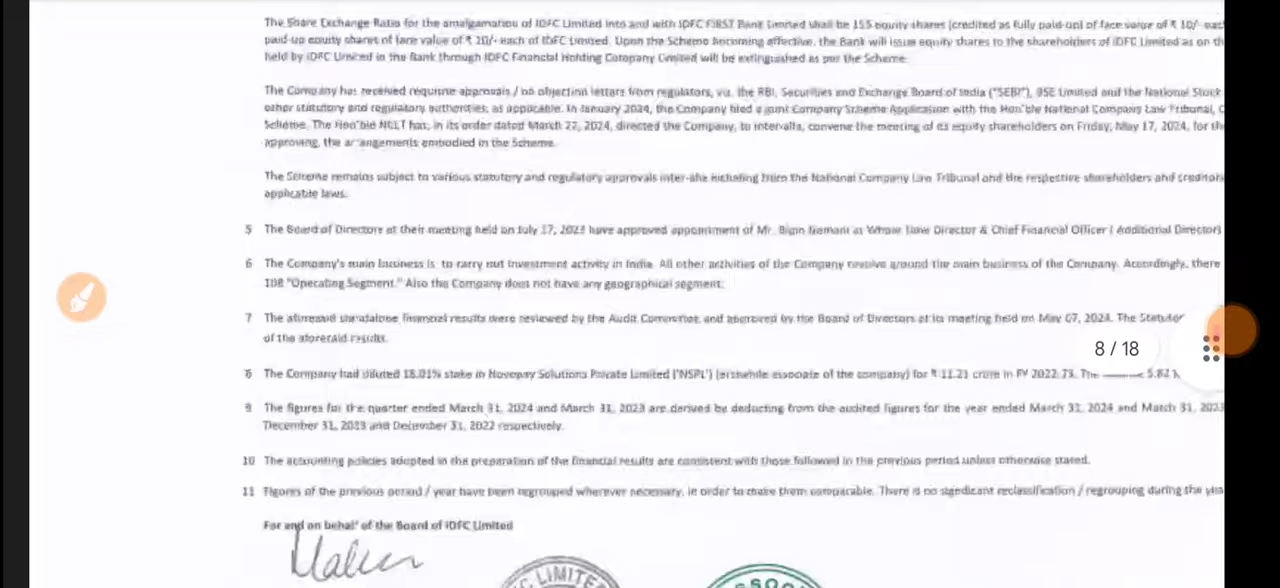 The Share Exchange Ratio for the amalgamation of IDFC Limited into and with IDFC FIRST Bank Limited shall be 155 equity shares (credited as fully paid-up) of face value of ₹ 10/- each
paid-up equity shares of face value of ₹ 10/- each of IDFC Limited. Upon the Scheme becoming effective, the Bank will issue equity shares to the shareholders of IDFC Limited as on th
held by IDFC Limited in the Bank through IDFC Financial Holding Company Limited will be extinguished as per the Scheme.
The Company has received requisite approvals / no objection letters from regulators, viz. the RBI, Securities and Exchange Board of India ("SEBI"), BSE Limited and the National Stock
other statutory and regulatory authorities, as applicable. In January 2024, the Company filed a joint Company Scheme Application with the Hon'ble National Company Law Tribunal, C
Scheme. The Hon'ble NCLT has, in its order dated March 22, 2024, directed the Company, to inter-alia, convene the meeting of its equity shareholders on Friday, May 17, 2024, for the
approving, the arrangements embodied in the Scheme.
The Scheme remains subject to various statutory and regulatory approvals inter-alia including from the National Company Law Tribunal and the respective shareholders and creditors
applicable laws.
5 The Board of Directors at their meeting held on July 17, 2023 have approved appointment of Mr. Bipin Gemani as Whole Time Director & Chief Financial Officer ( Additional Director)
6 The Company's main business is to carry out investment activity in India. All other activities of the Company revolve around the main business of the Company. Accordingly, there
108 "Operating Segment." Also the Company does not have any geographical segment.
7 The aforesaid standalone financial results were reviewed by the Audit Committee and approved by the Board of Directors at its meeting held on May 07, 2024. The Statutor
of the aforesaid results.
8 The Company had diluted 18.01% stake in Novopay Solutions Private Limited ('NSPL') (erstwhile associate of the company) for ₹ 11.21 crore in FY 2022-23. The 5.82
9 The figures for the quarter ended March 31, 2024 and March 31, 2023 are derived by deducting from the audited figures for the year ended March 31, 2024 and March 31, 2023
December 31, 2023 and December 31, 2022 respectively.
10 The accounting policies adopted in the preparation of the financial results are consistent with those followed in the previous period unless otherwise stated.
11 Figures of the previous period / year have been regrouped wherever necessary, in order to make them comparable. There is no significant reclassification / regrouping during the yea
For and on behalf of the Board of IDFC Limited
C LIMITE
SSO
8 / 18